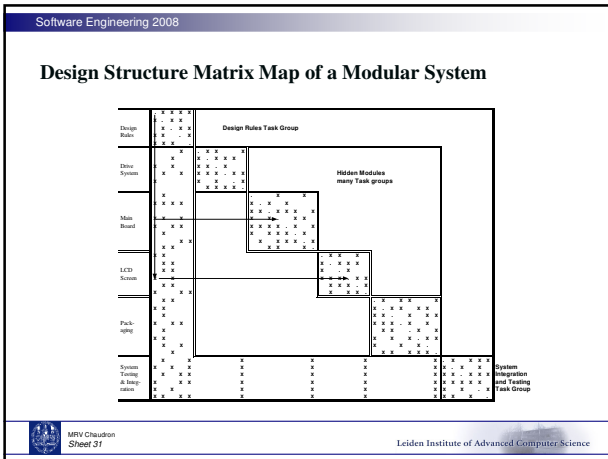 Software Engineering 2008
Design Structure Matrix Map of a Modular System
Design
Rules
Design Rules Task Group
Drive
System
Hidden Modules
many Task groups
Main
Board
LCD
Screen
Pack-
aging
System
Testing
& Integ-
ration
System
Integration
and Testing
Task Group
MRV Chaudron
Sheet 31
Leiden Institute of Advanced Computer Science